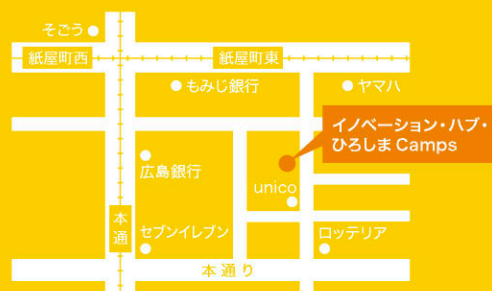 そごう
紙屋町西
紙屋町東
もみじ銀行
ヤマハ
イノベーション・ハブ・
ひろしま Camps
広島銀行
unico
本通
セブンイレブン
ロッテリア
本通り